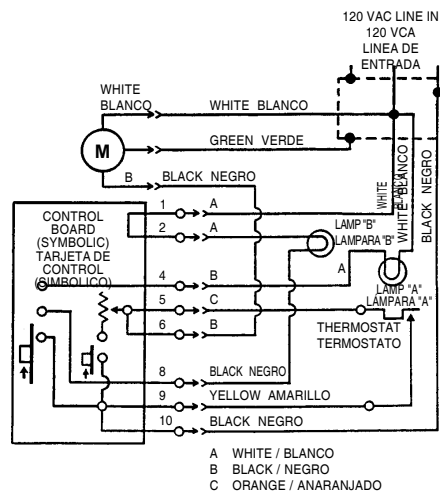 120 VAC LINE IN
120 VCA
LINEA DE
ENTRADA
WHITE
BLANCO
WHITE BLANCO
GREEN VERDE
M
B
BLACK NEGRO
WHITE
BLANCO
WHITE BLANCO
BLACK NEGRO
CONTROL
BOARD
(SYMBOLIC)
TARJETA DE
CONTROL
(SIMBOLICO)
1 A
2 A
LAMP "B"
LAMPARA "B"
4 B
A
LAMP "A"
LAMPARA "A"
5 C
THERMOSTAT
TERMOSTATO
6 B
8 BLACK NEGRO
9 YELLOW AMARILLO
10 BLACK NEGRO
A WHITE / BLANCO
B BLACK / NEGRO
C ORANGE / ANARANJADO